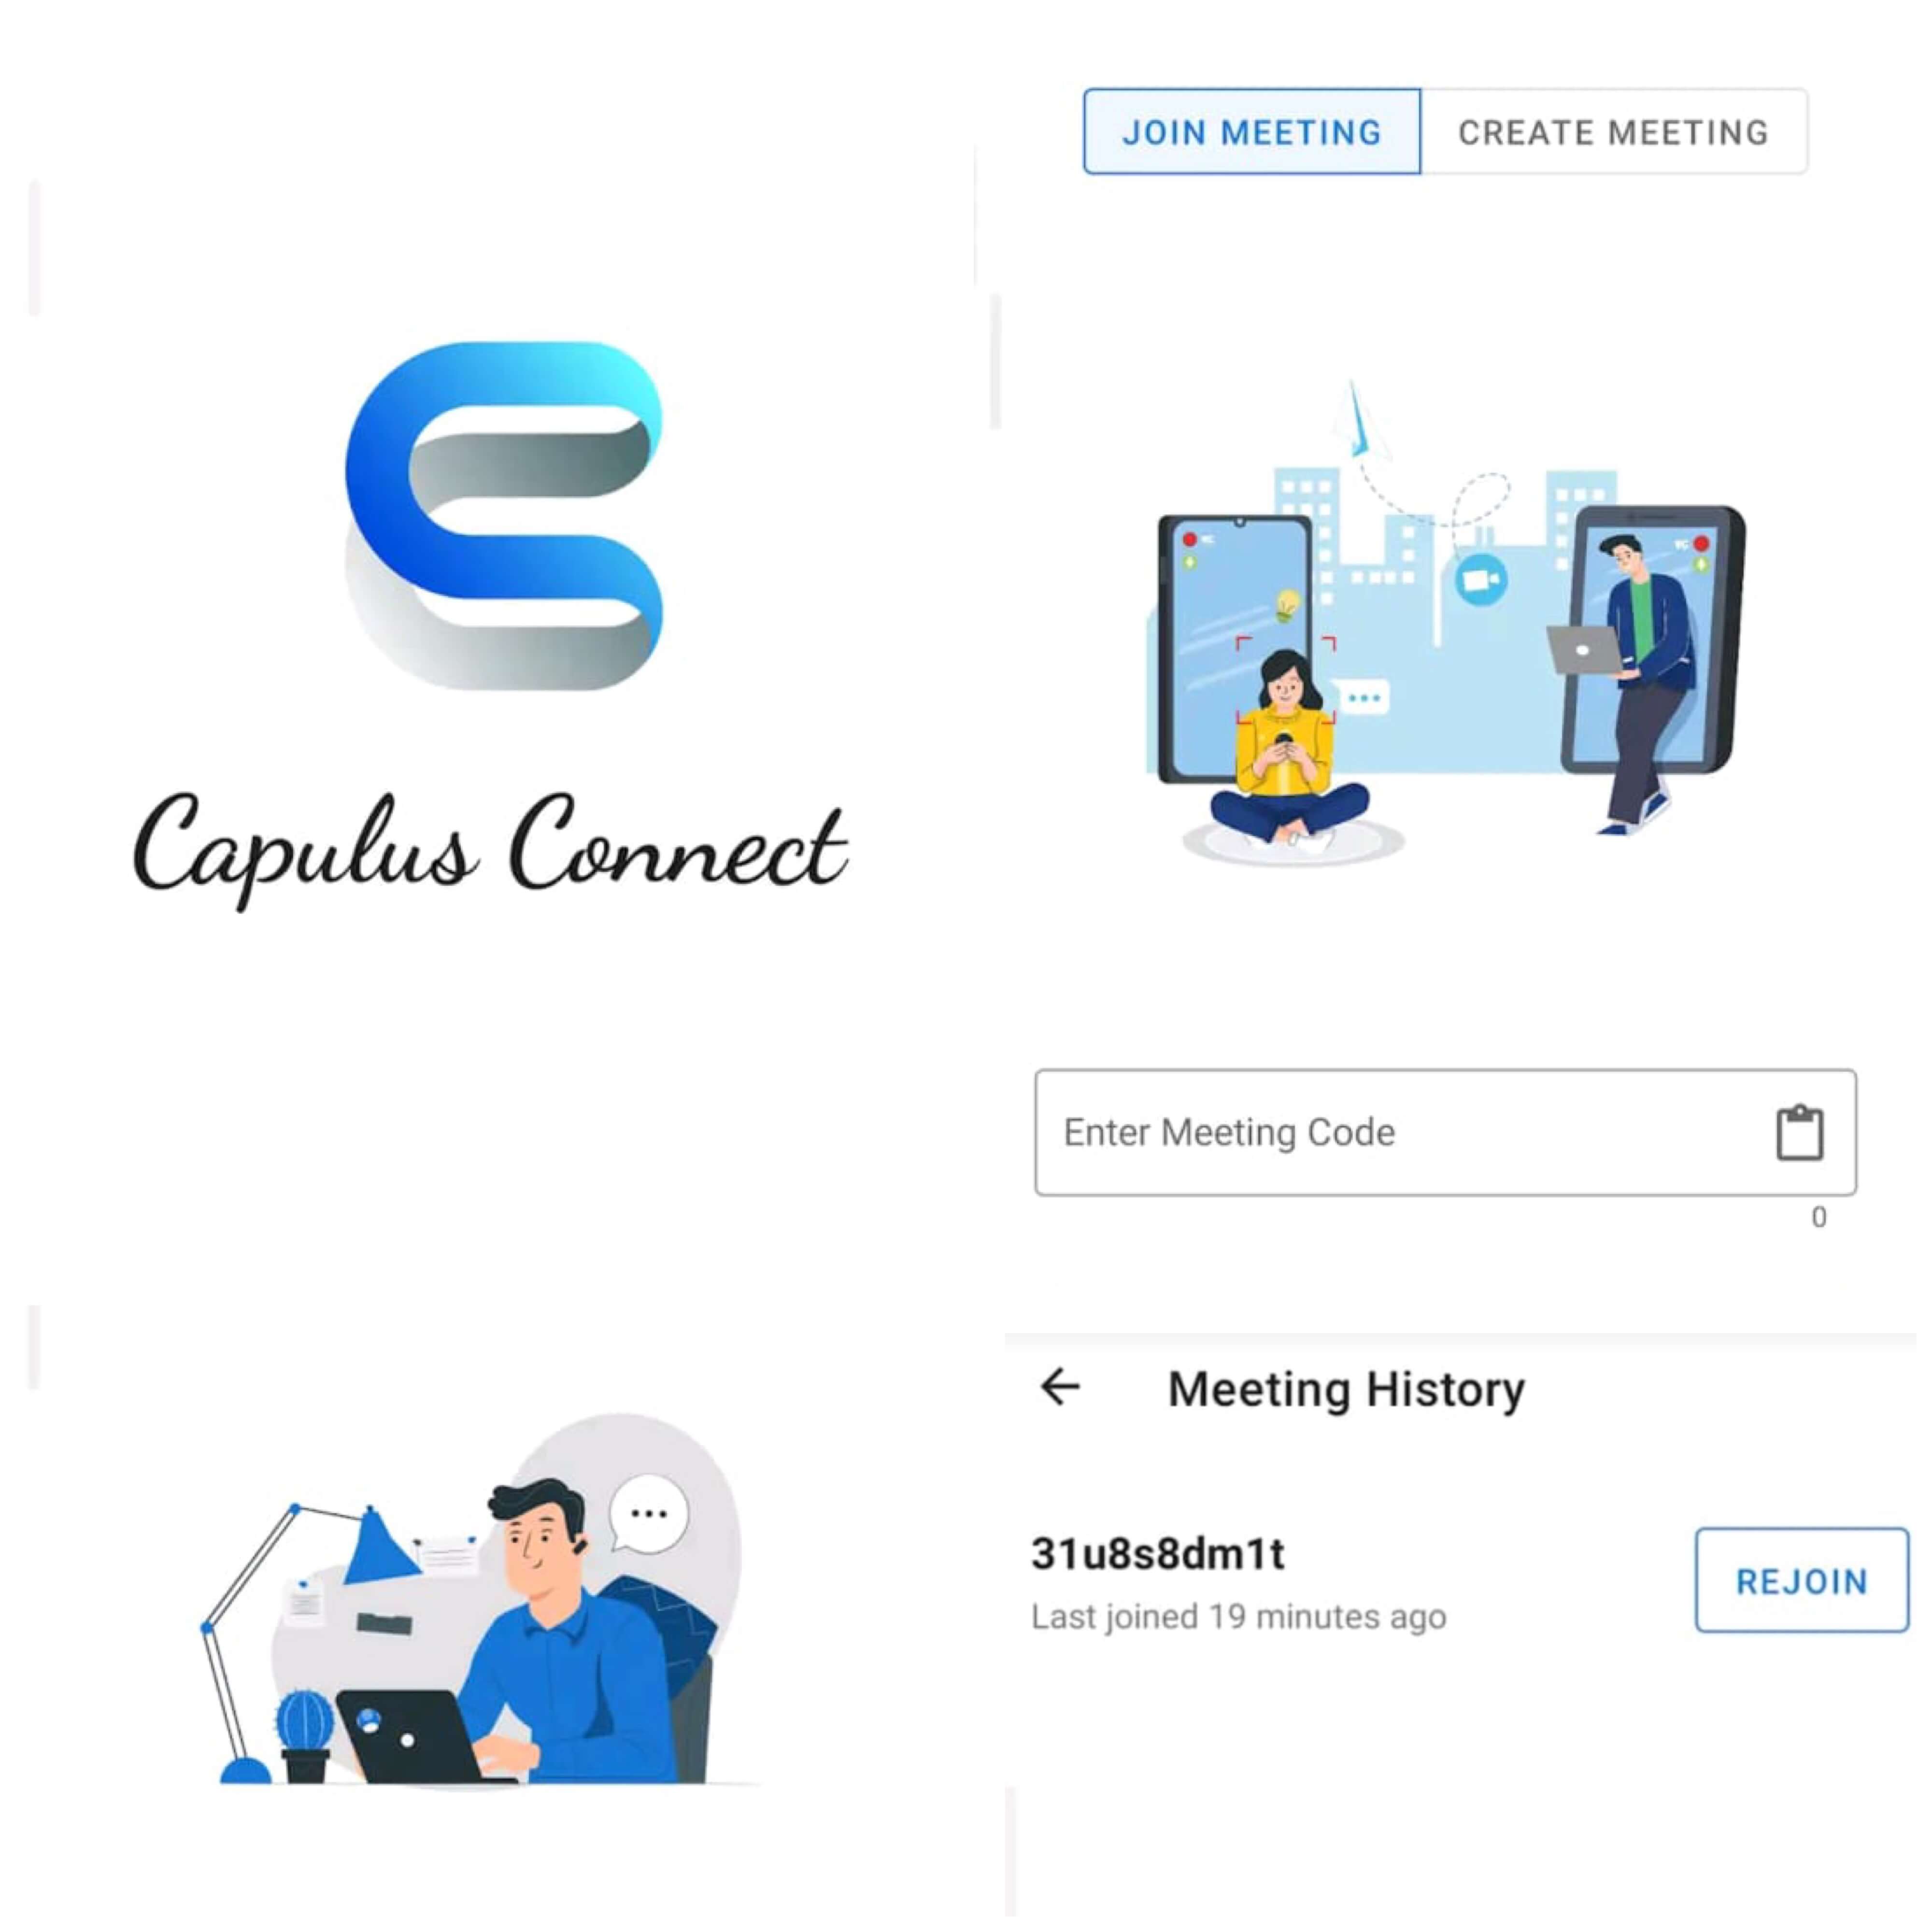 JOIN MEETING
CREATE MEETING
Capulus Connect
Enter Meeting Code
0
Meeting History
31u8s8dm1t
Last joined 19 minutes ago
REJOIN